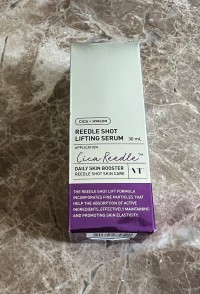 CICA + HYALON
REEDLE SHOT
LIFTING SERUM 30 mL
APPLICATION
Cica Reedle™
DAILY SKIN BOOSTER
REEDLE SHOT SKIN CARE VT
THE REEDLE SHOT LIFT FORMULA
INCORPORATES FINE PARTICLES THAT
HELP THE ABSORPTION OF ACTIVE
INGREDIENTS, EFFECTIVELY MAINTAINING
AND PROMOTING SKIN ELASTICITY.